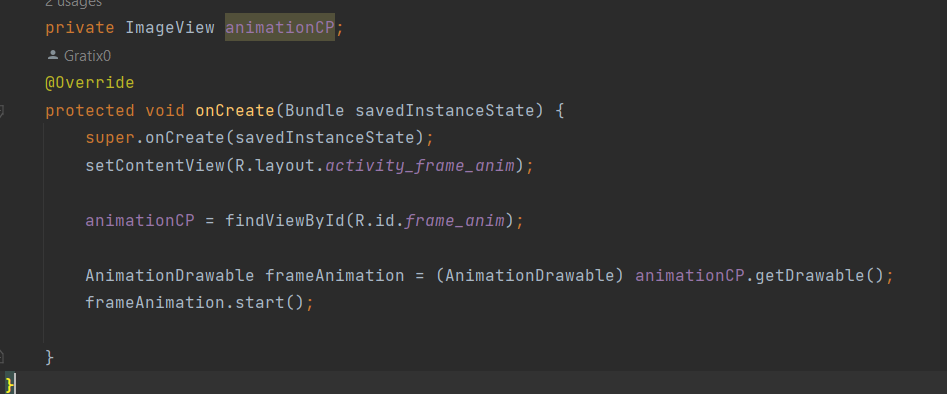 2 usages
private ImageView animationCP;
Gratix0
@Override
protected void onCreate(Bundle savedInstanceState) {
super.onCreate(savedInstanceState);
setContentView(R.layout.activity_frame_anim);
animationCP = findViewById(R.id.frame_anim);
AnimationDrawable frameAnimation = (AnimationDrawable) animationCP.getDrawable();
frameAnimation.start();
}
}